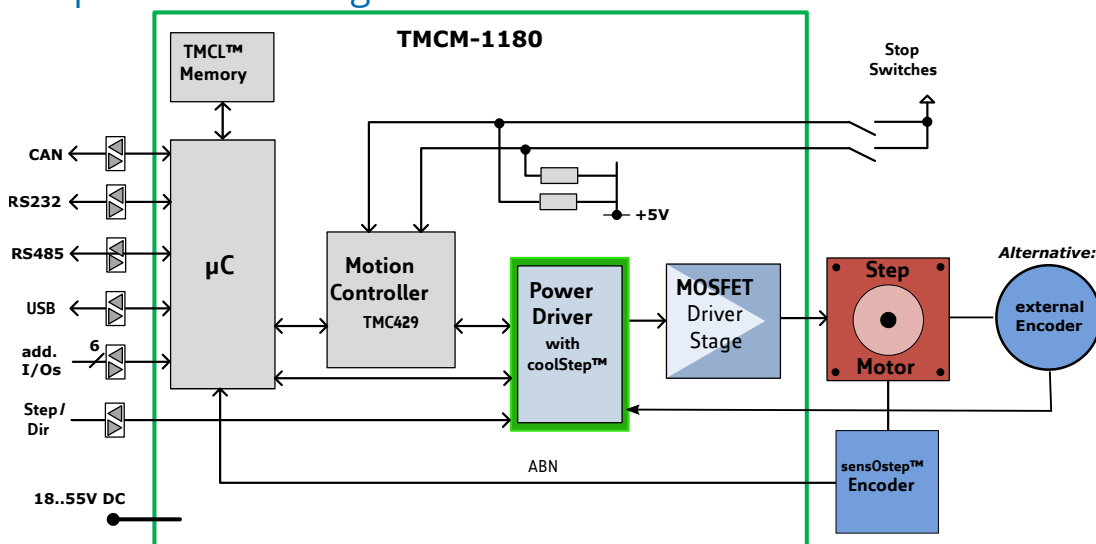 TMCM-1180
TMCL™
Memory
Stop
Switches
CAN
RS232
RS485
USB
6
add.
I/Os
Step/
Dir
18..55V DC
µC
+5V
Motion
Controller
TMC429
Power
Driver
with
coolStep™
MOSFET
Driver
Stage
Step
Motor
Alternative:
external
Encoder
ABN
sensOstep™
Encoder